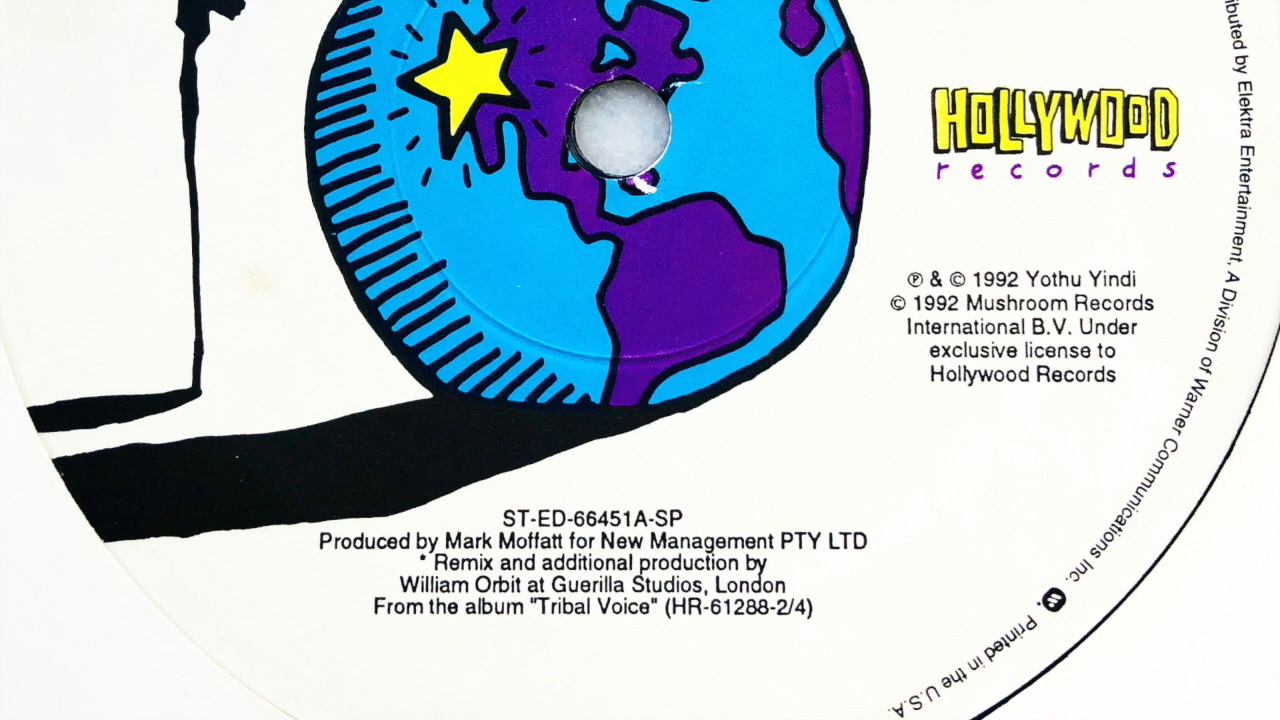 HOLLYWOOD
records
℗ & © 1992 Yothu Yindi
© 1992 Mushroom Records
International B.V. Under
exclusive license to
Hollywood Records
ST-ED-66451A-SP
Produced by Mark Moffatt for New Management PTY LTD
* Remix and additional production by
William Orbit at Guerilla Studios, London
From the album "Tribal Voice" (HR-61288-2/4)
by Elektra Entertainment, A Division of Warner Communications Inc. . Printed in the U.S.A.